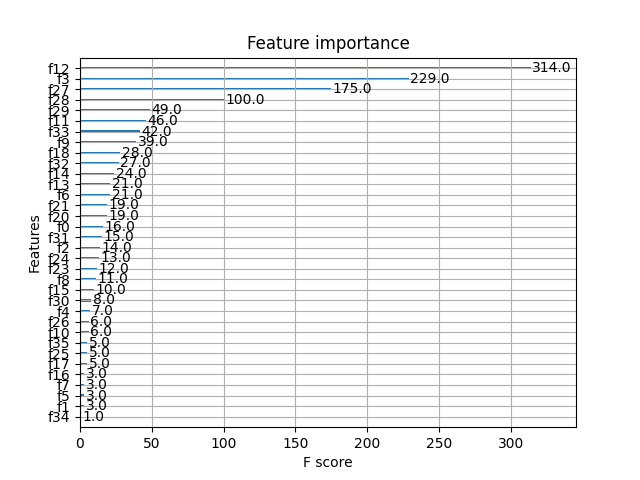 Feature importance
Features
f12 314.0
f3 229.0
f27 175.0
f28 100.0
f29 49.0
f11 46.0
f33 42.0
f9 39.0
f18 28.0
f32 27.0
f14 24.0
f13 21.0
f6 21.0
f21 19.0
f20 19.0
f0 16.0
f31 15.0
f2 14.0
f24 13.0
f23 12.0
f8 11.0
f15 10.0
f30 8.0
f4 7.0
f26 6.0
f10 6.0
f35 5.0
f25 5.0
f17 5.0
f16 3.0
f7 3.0
f5 3.0
f1 3.0
f34 1.0
0 50 100 150 200 250 300
F score